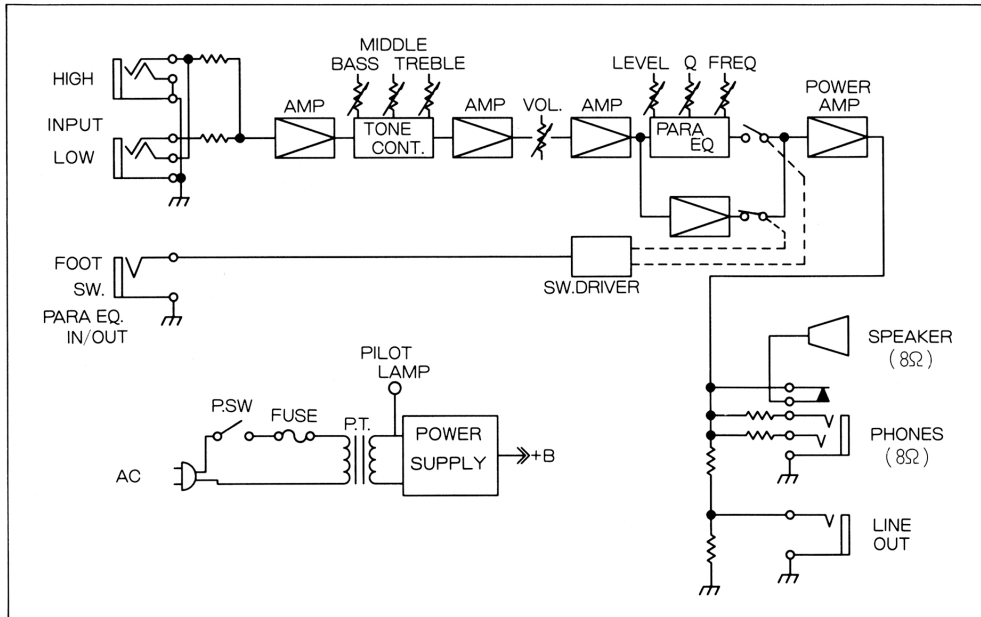 HIGH
INPUT
LOW
AMP
MIDDLE
BASS TREBLE
TONE
CONT.
AMP
VOL.
AMP
LEVEL Q FREQ
PARA
EQ
POWER
AMP
FOOT
SW.
PARA EQ.
IN/OUT
SW.DRIVER
SPEAKER
(8Ω)
PHONES
(8Ω)
LINE
OUT
AC
P.SW
FUSE
P.T.
PILOT
LAMP
POWER
SUPPLY
+B